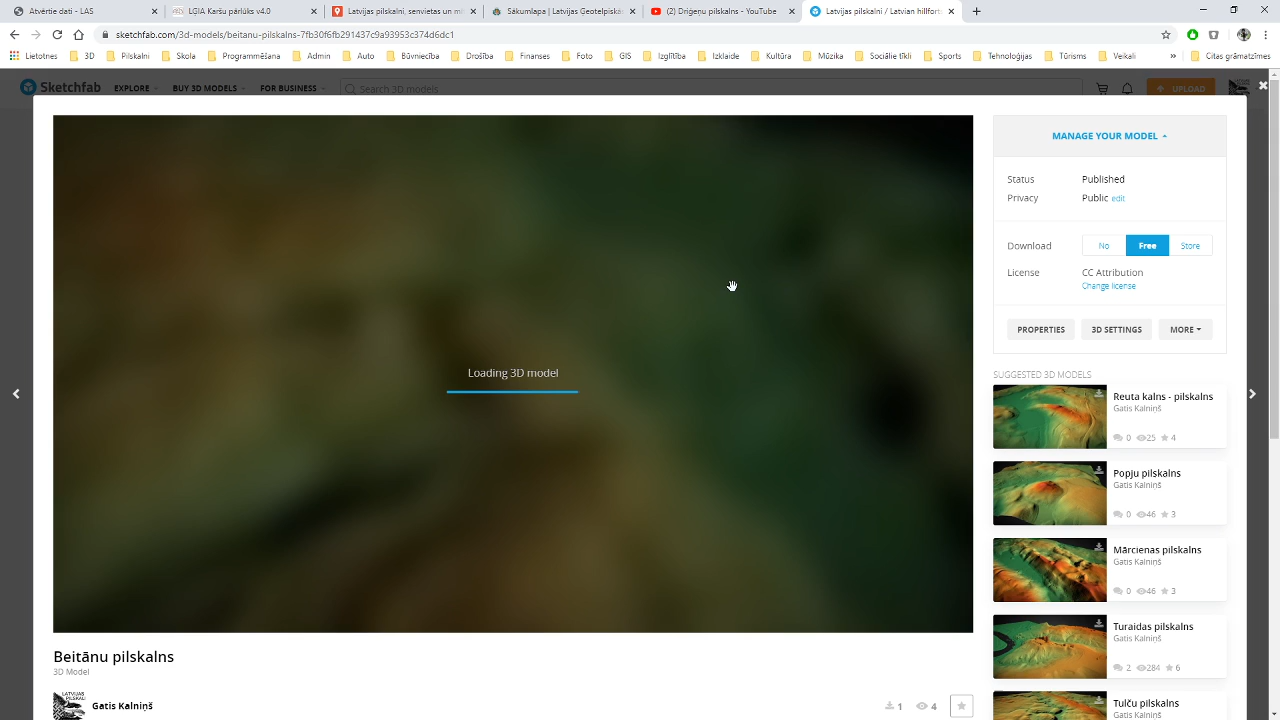 Atvērtie dati - LAS
LĢIA Karšu pārlūks v4.0
Latvijas pilskalni, senvietas un mi
Sākumlapa | Latvijas Ģeotelpiskās
(2) Driģeņu pilskalns - YouTube
Latvijas pilskalni / Latvian hillfort
sketchfab.com/3d-models/beitanu-pilskalns-7fb30f6fb291437c9a93953c374d6dc1
Lietotnes 3D Pilskalni Skola Programmēšana Admin Auto Būvniecība Drošība Finanses Foto GIS Izglītība Izklaide Kultūra Mūzika Sociālie tīkli Sports Tehnoloģijas Tūrisms Veikali » Citas grāmatzīmes
Sketchfab EXPLORE BUY 3D MODELS FOR BUSINESS Search 3D models UPLOAD
MANAGE YOUR MODEL
Status Published
Privacy Public edit
Download No Free Store
License CC Attribution
Change license
PROPERTIES 3D SETTINGS MORE
Loading 3D model
SUGGESTED 3D MODELS
Reuta kalns - pilskalns
Gatis Kalniņš
0 25 4
Popju pilskalns
Gatis Kalniņš
0 46 3
Mārcienas pilskalns
Gatis Kalniņš
0 46 3
Turaidas pilskalns
Gatis Kalniņš
2 284 6
Tulču pilskalns
Gatis Kalniņš
Beitānu pilskalns
3D Model
LATVIJAS
PILSKALNI
Gatis Kalniņš
1 4